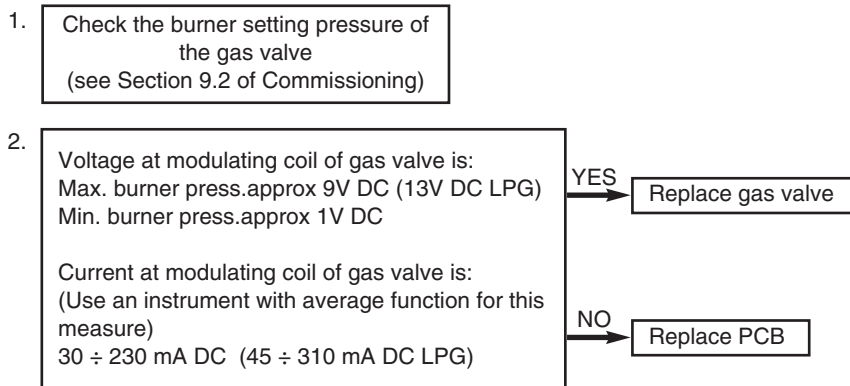 1.
Check the burner setting pressure of
the gas valve
(see Section 9.2 of Commissioning)
2.
Voltage at modulating coil of gas valve is:
Max. burner press.approx 9V DC (13V DC LPG)
Min. burner press.approx 1V DC
YES
Replace gas valve
Current at modulating coil of gas valve is:
(Use an instrument with average function for this
measure)
30 ÷ 230 mA DC (45 ÷ 310 mA DC LPG)
NO
Replace PCB